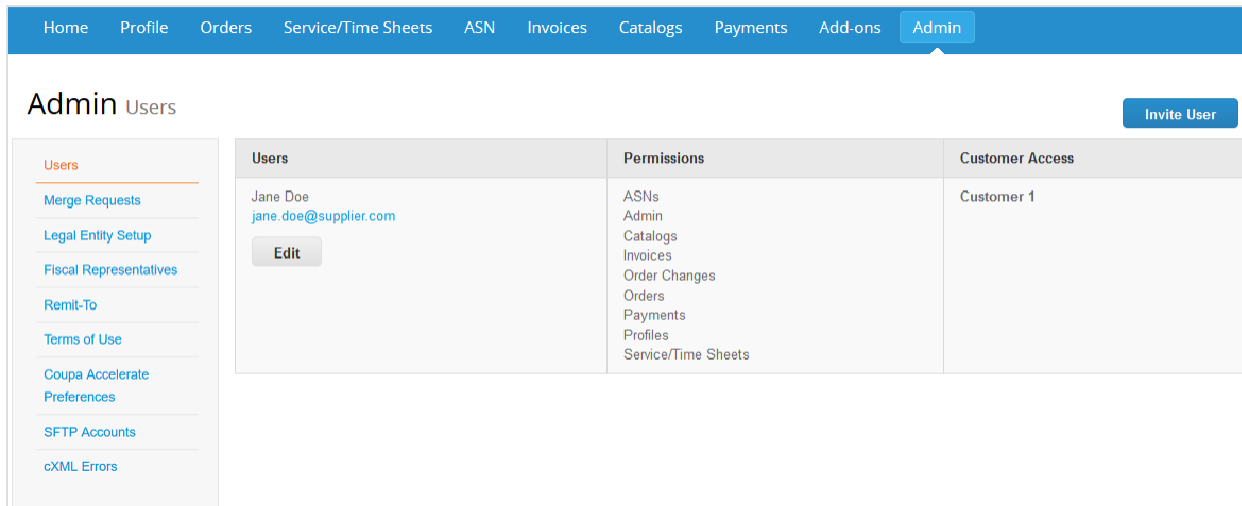 Home Profile Orders Service/Time Sheets ASN Invoices Catalogs Payments Add-ons Admin
Admin Users
Invite User
Users
Merge Requests
Legal Entity Setup
Fiscal Representatives
Remit-To
Terms of Use
Coupa Accelerate
Preferences
SFTP Accounts
cXML Errors
Users Permissions Customer Access
Jane Doe
jane.doe@supplier.com
Edit
ASNs
Admin
Catalogs
Invoices
Order Changes
Orders
Payments
Profiles
Service/Time Sheets
Customer 1